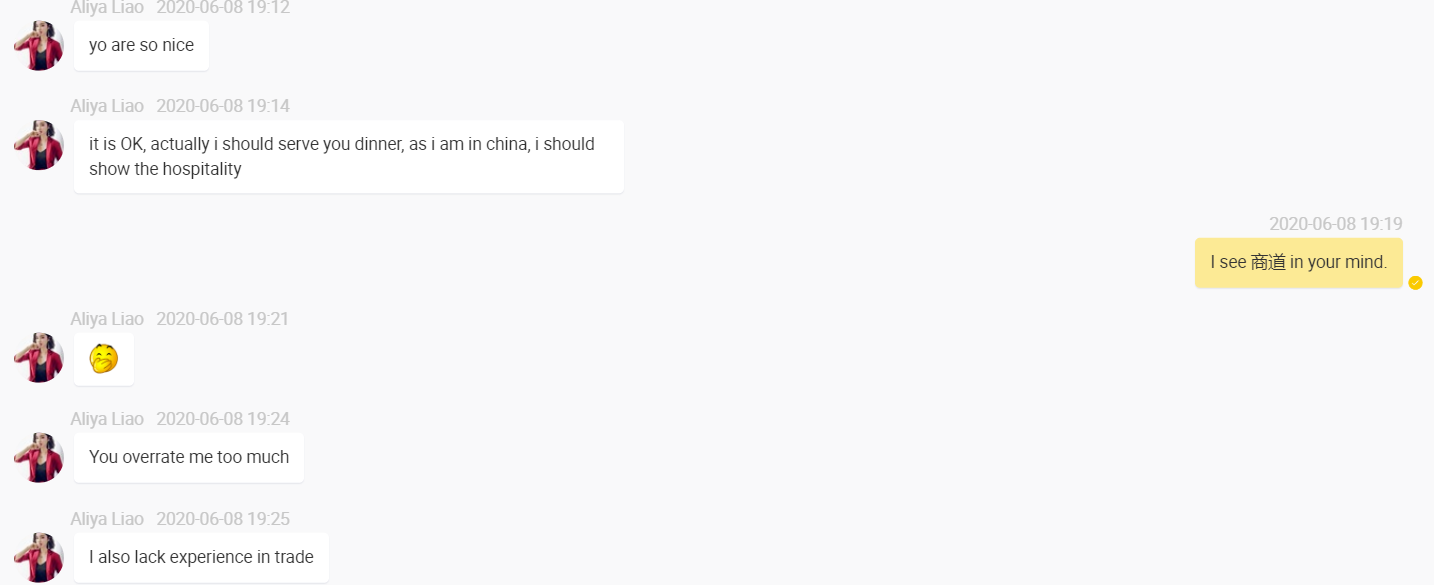 Aliya Liao 2020-06-08 19:12
yo are so nice
Aliya Liao 2020-06-08 19:14
it is OK, actually i should serve you dinner, as i am in china, i should
show the hospitality
2020-06-08 19:19
I see 商道 in your mind.
Aliya Liao 2020-06-08 19:21
Aliya Liao 2020-06-08 19:24
You overrate me too much
Aliya Liao 2020-06-08 19:25
I also lack experience in trade